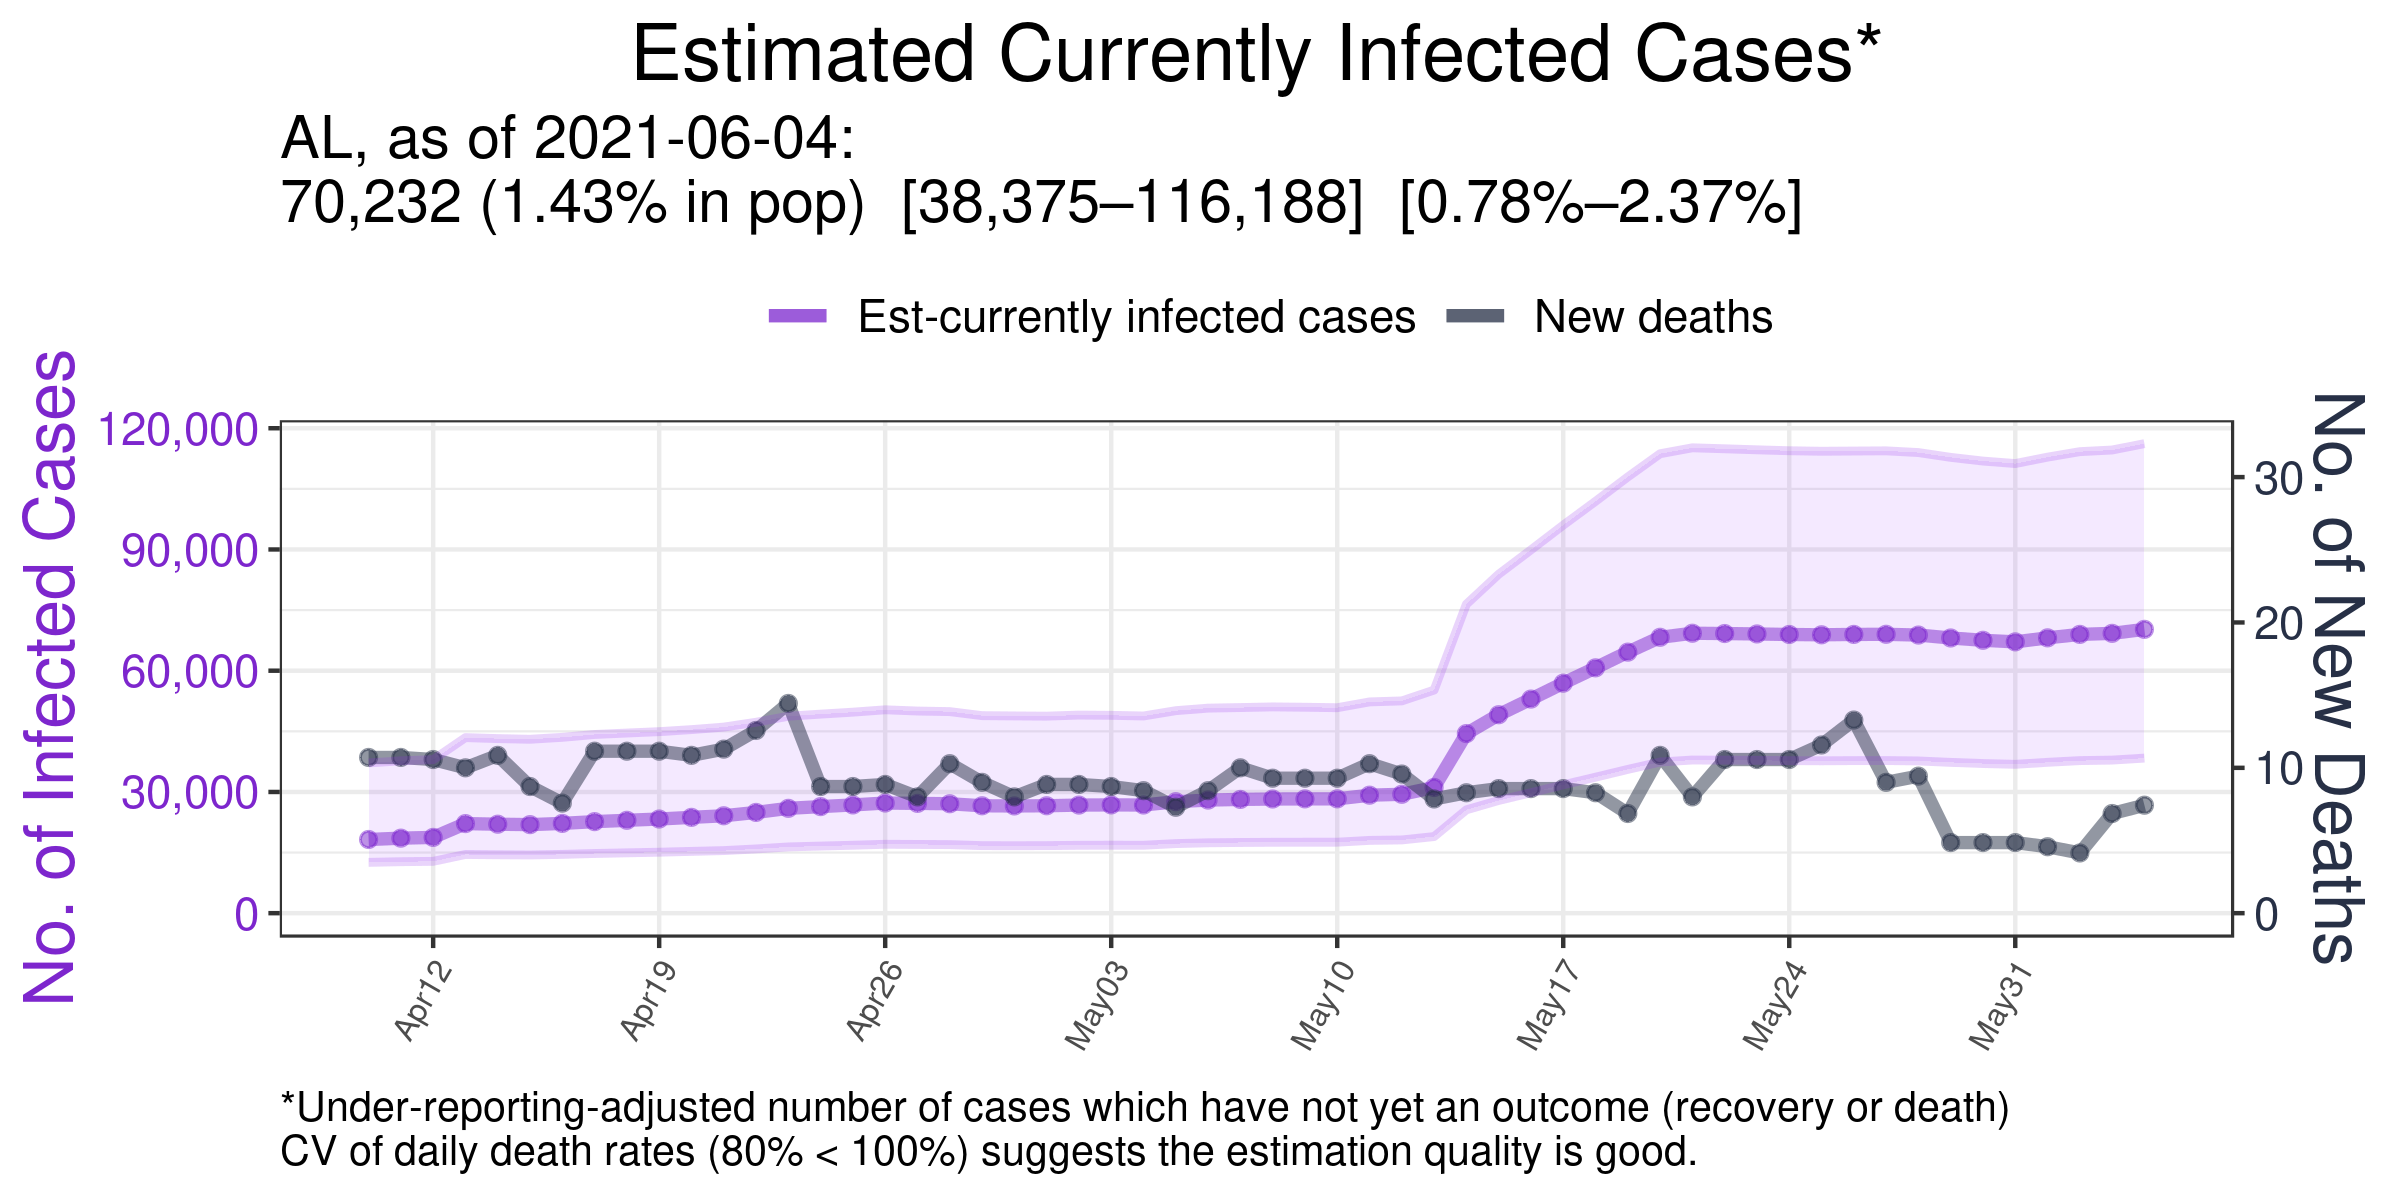 Estimated Currently Infected Cases*
AL, as of 2021-06-04:
70,232 (1.43% in pop)  [38,375–116,188]  [0.78%–2.37%]
Est-currently infected cases
New deaths
No. of Infected Cases
120,000
90,000
60,000
30,000
0
30
20
10
0
No. of New Deaths
Apr12
Apr19
Apr26
May03
May10
May17
May24
May31
*Under-reporting-adjusted number of cases which have not yet an outcome (recovery or death)
CV of daily death rates (80% < 100%) suggests the estimation quality is good.